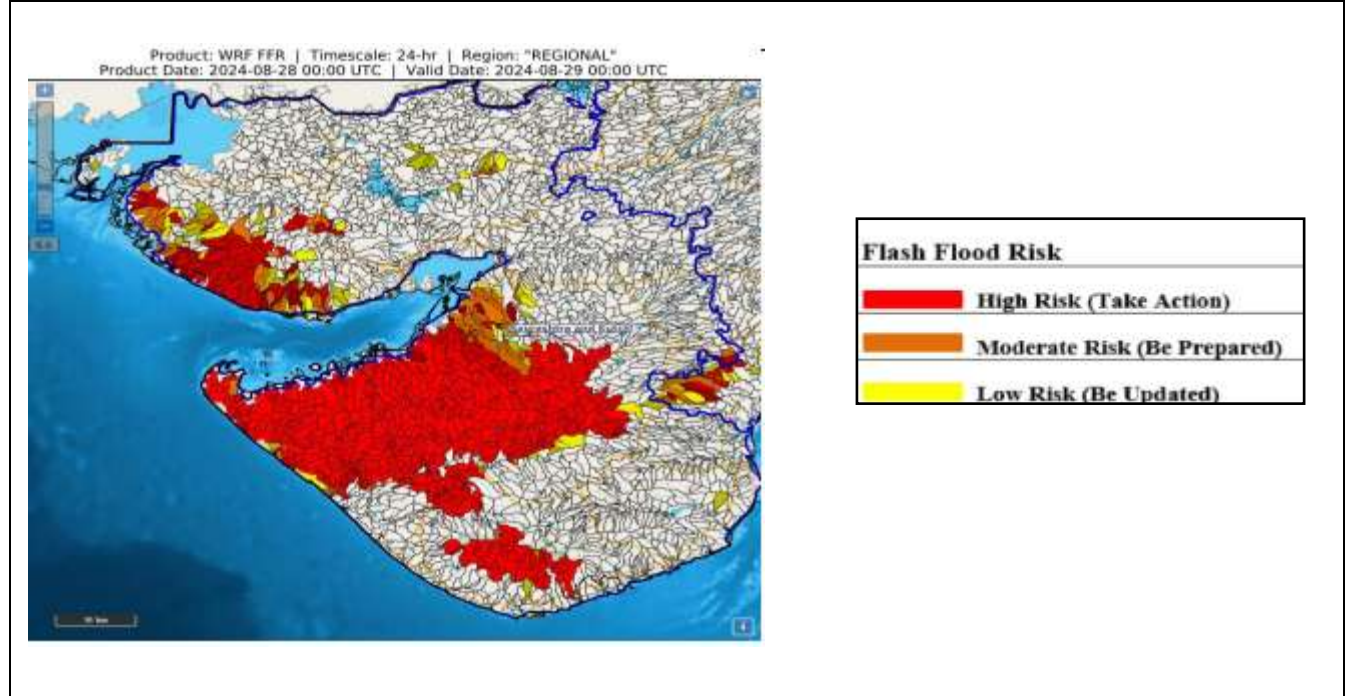 Product: WRF FFR | Timescale: 24-hr | Region: "REGIONAL"
Product Date: 2024-08-28 00:00 UTC | Valid Date: 2024-08-29 00:00 UTC
Flash Flood Risk
High Risk (Take Action)
Moderate Risk (Be Prepared)
Low Risk (Be Updated)